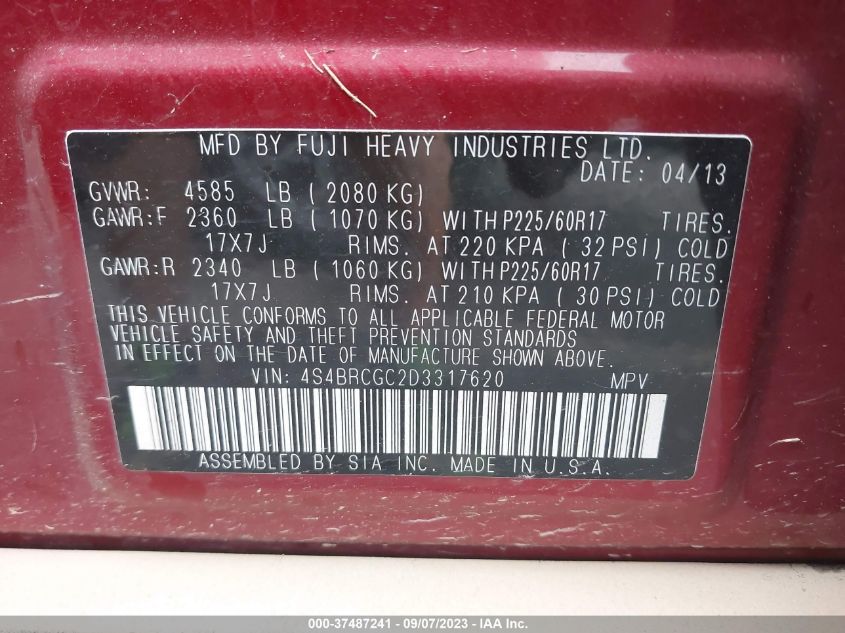 MFD BY FUJI HEAVY INDUSTRIES LTD.
DATE: 04/13
GVWR: 4585 LB ( 2080 KG)
GAWR:F 2360 LB ( 1070 KG) WITH P225/60R17 TIRES.
17X7J RIMS. AT 220 KPA ( 32 PSI) COLD
GAWR:R 2340 LB ( 1060 KG) WITH P225/60R17 TIRES.
17X7J RIMS. AT 210 KPA ( 30 PSI) COLD
THIS VEHICLE CONFORMS TO ALL APPLICABLE FEDERAL MOTOR
VEHICLE SAFETY AND THEFT PREVENTION STANDARDS
IN EFFECT ON THE DATE OF MANUFACTURE SHOWN ABOVE.
VIN: 4S4BRCGC2D3317620 MPV
ASSEMBLED BY SIA INC. MADE IN U.S.A.
000-37487241 - 09/07/2023 - © IAA, Inc.